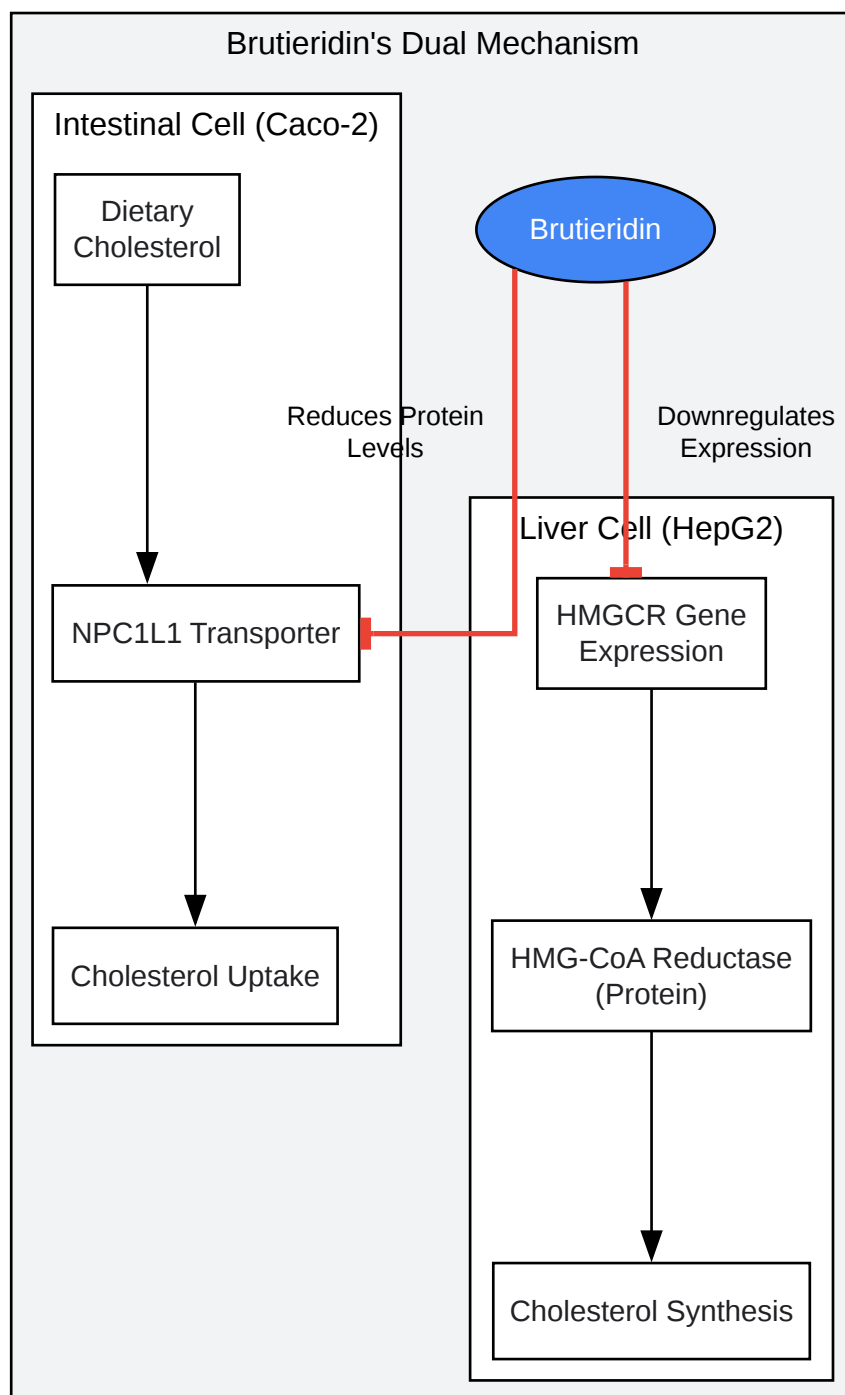 Brutieridin's Dual Mechanism
Intestinal Cell (Caco-2)
Dietary
Cholesterol
Brutieridin
Reduces Protein
Levels
Downregulates
Expression
Liver Cell (HepG2)
NPC1L1 Transporter
HMGCR Gene
Expression
Cholesterol Uptake
HMG-CoA Reductase
(Protein)
Cholesterol Synthesis